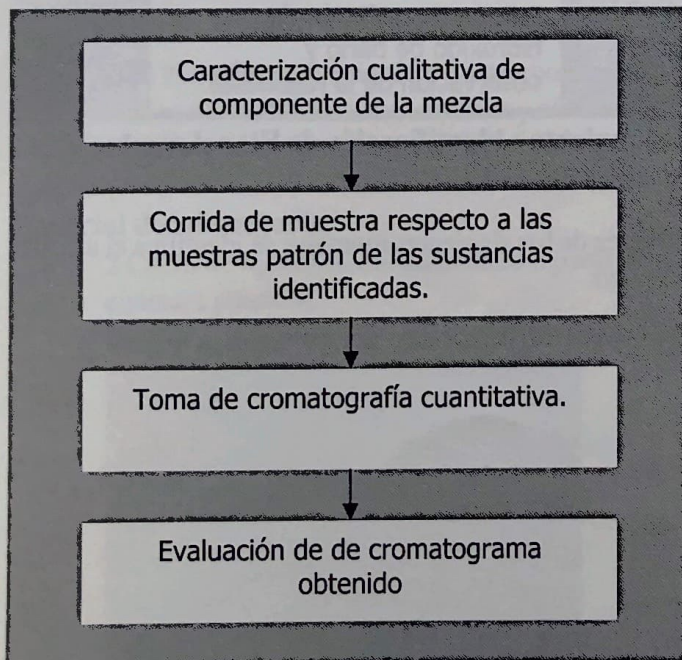 Caracterización cualitativa de
componente de la mezcla
Corrida de muestra respecto a las
muestras patrón de las sustancias
identificadas.
Toma de cromatografía cuantitativa.
Evaluación de de cromatograma
obtenido